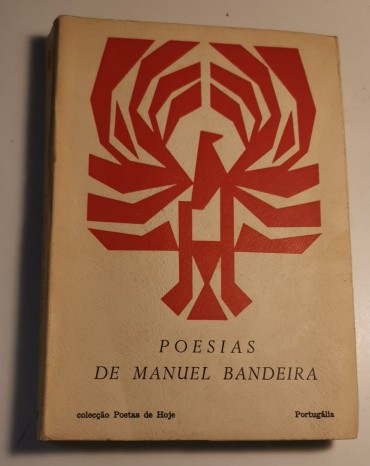 POESIAS
DE MANUEL BANDEIRA
colecção Poetas de Hoje Portugália